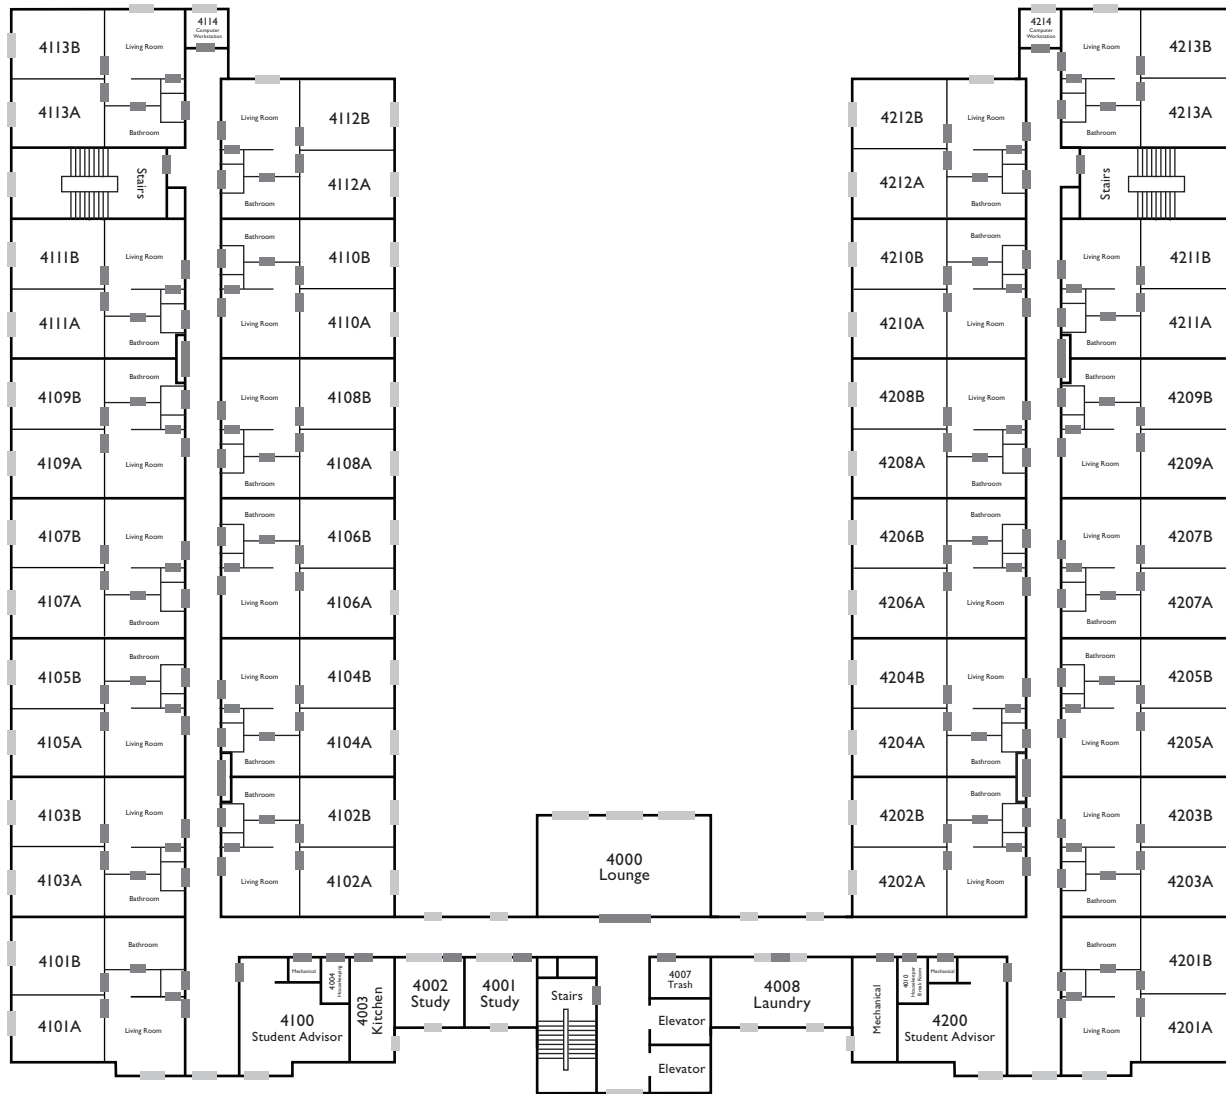 4114
Computer
Workstation
4113B
Living Room
4113A
Bathroom
Stairs
Living Room
4112B
4112A
Bathroom
4111B
Living Room
4111A
Bathroom
Bathroom
4110B
Living Room
4110A
Bathroom
4109B
4109A
Living Room
Living Room
4108B
4108A
Bathroom
4107B
Living Room
4107A
Bathroom
Bathroom
4106B
Living Room
4106A
Bathroom
4105B
4105A
Living Room
Living Room
4104B
4104A
Bathroom
4103B
Living Room
4103A
Bathroom
Bathroom
4102B
Living Room
4102A
Bathroom
4101B
4101A
Living Room
4214
Computer
Workstation
4213B
Living Room
4213A
Bathroom
Stairs
4212B
Living Room
4212A
Bathroom
Living Room
4211B
4211A
Bathroom
Bathroom
4210B
4210A
Living Room
Bathroom
4209B
4209A
Living Room
4208B
Living Room
4208A
Bathroom
Living Room
4207B
4207A
Bathroom
Bathroom
4206B
4206A
Living Room
Bathroom
4205B
4205A
Living Room
4204B
Living Room
4204A
Bathroom
Living Room
4203B
4203A
Bathroom
Bathroom
4202B
4202A
Living Room
Bathroom
4201B
4201A
Living Room
4000
Lounge
Mechanical
4004
Housekeeping
4100
Student Advisor
4003
Kitchen
4002
Study
4001
Study
Stairs
4007
Trash
Elevator
Elevator
4008
Laundry
Mechanical
4010
Housekeeper
Break Room
Mechanical
4200
Student Advisor